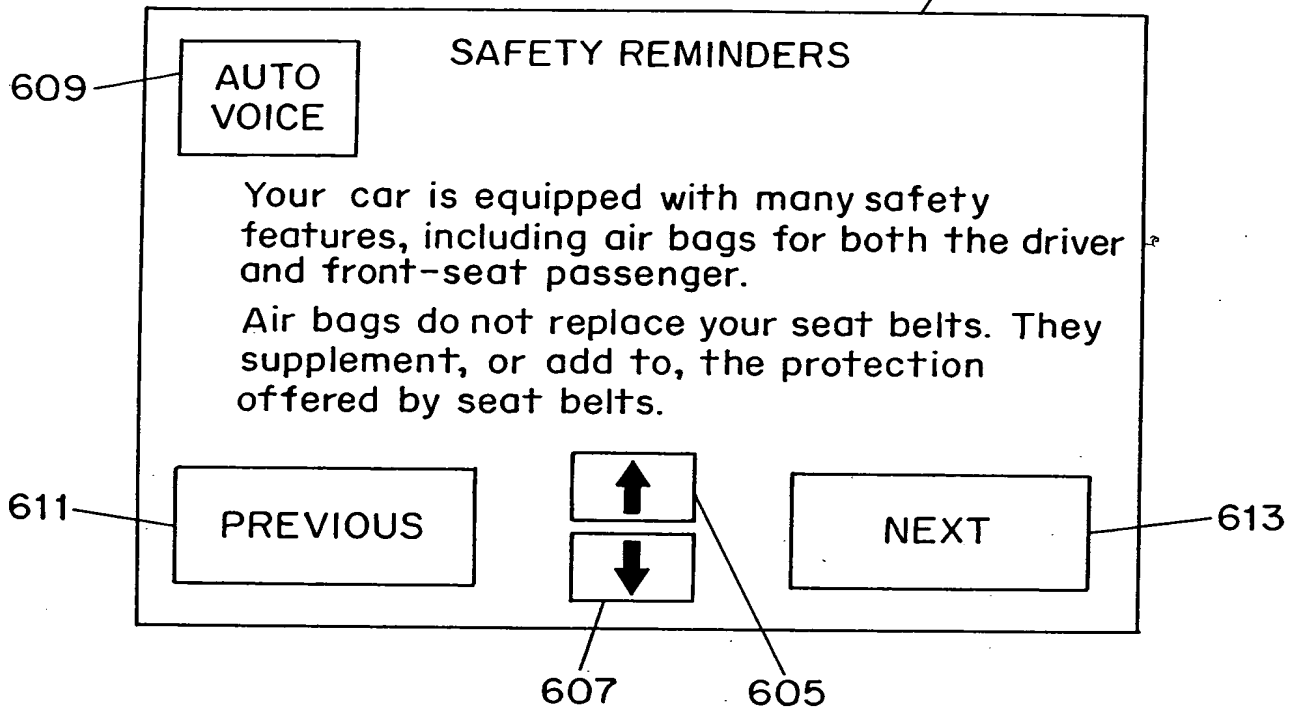 SAFETY REMINDERS
609
AUTO
VOICE
Your car is equipped with many safety
features, including air bags for both the driver
and front-seat passenger.
Air bags do not replace your seat belts. They
supplement, or add to, the protection
offered by seat belts.
611
PREVIOUS
NEXT
613
607
605